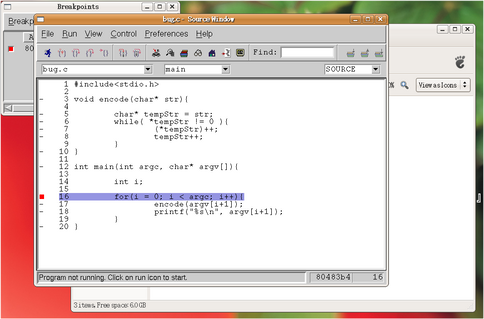 Breakpoints
Breakp
A
80
bug.c - Source Window
File Run View Control Preferences Help
Find:
bug.c main SOURCE
1 #include<stdio.h>
2
3 void encode(char* str){
4
5 char* tempStr = str;
6 while( *tempStr != 0 ){
7 (*tempStr)++;
8 tempStr++;
9 }
10 }
11
12 int main(int argc, char* argv[]){
13
14 int i;
15
16 for(i = 0; i < argc; i++){
17 encode(argv[i+1]);
18 printf("%s\n", argv[i+1]);
19 }
20 }
Program not running. Click on run icon to start. 80483b4 16
% View as Icons
3 items, Free space: 6.0 GB